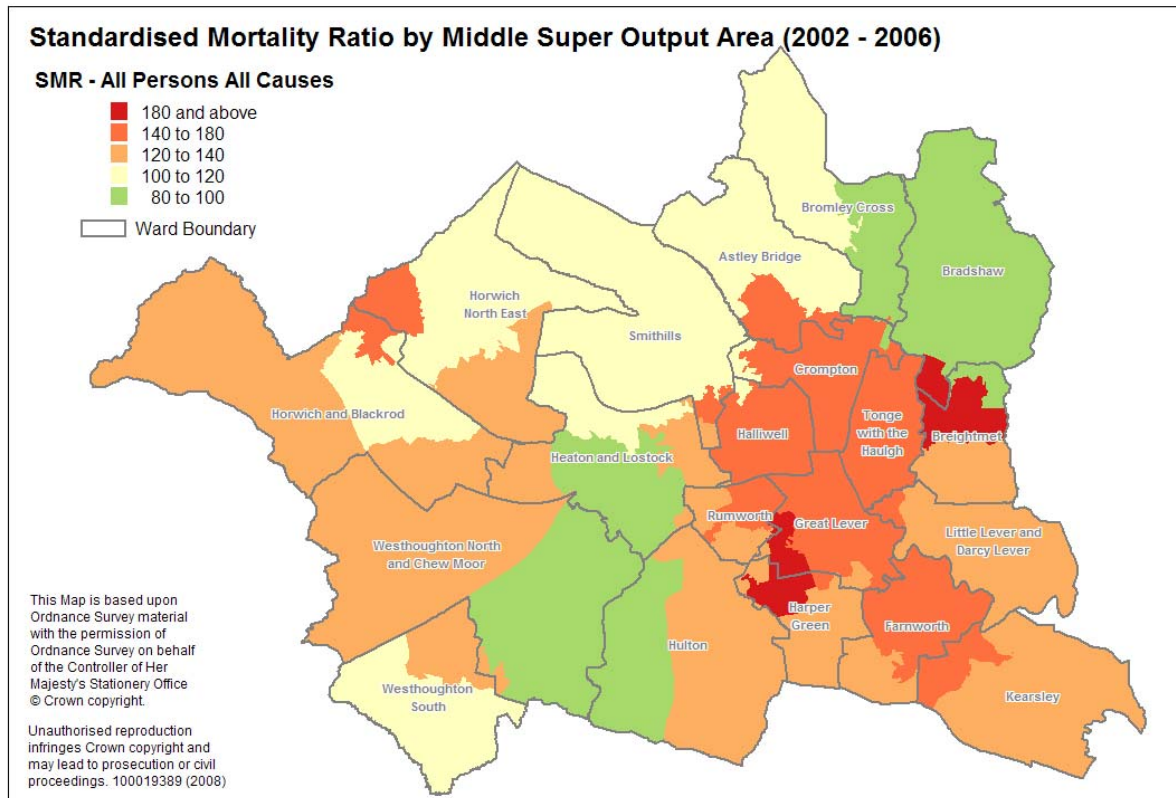 Standardised Mortality Ratio by Middle Super Output Area (2002 - 2006)
SMR - All Persons All Causes
180 and above
140 to 180
120 to 140
100 to 120
80 to 100
Ward Boundary
Bromley Cross
Astley Bridge
Bradshaw
Horwich
North East
Smithills
Crompton
Horwich and Blackrod
Halliwell
Tonge
with the
Haulgh
Breightmet
Heaton and Lostock
Rumworth
Great Lever
Little Lever and
Darcy Lever
Westhoughton North
and Chew Moor
Harper
Green
Farnworth
Hulton
Westhoughton
South
Kearsley
This Map is based upon
Ordnance Survey material
with the permission of
Ordnance Survey on behalf
of the Controller of Her
Majesty's Stationery Office
© Crown copyright.
Unauthorised reproduction
infringes Crown copyright and
may lead to prosecution or civil
proceedings. 100019389 (2008)